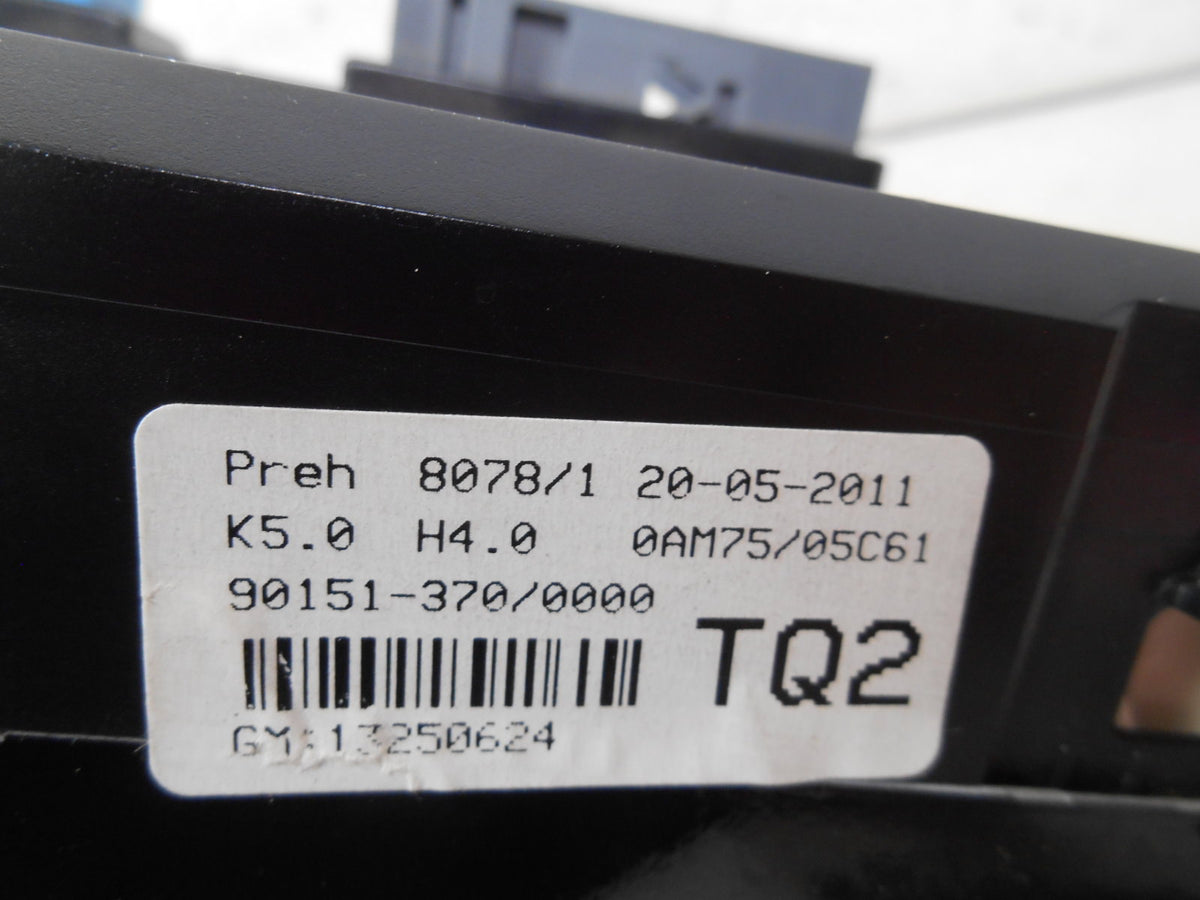 Preh 8078/1 20-05-2011
K5.0 H4.0 0AM75/05C61
90151-370/0000
TQ2
GM:13250624